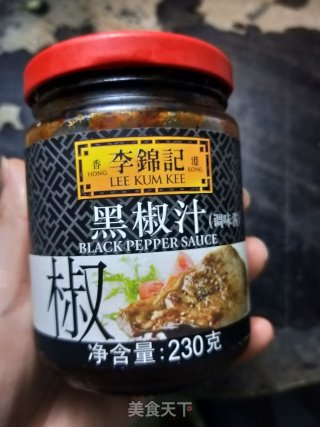 香 李錦記 港
HONG LEE KUM KEE KONG
黑椒汁(调味酱)
BLACK PEPPER SAUCE
椒
净含量:230克
美食天下